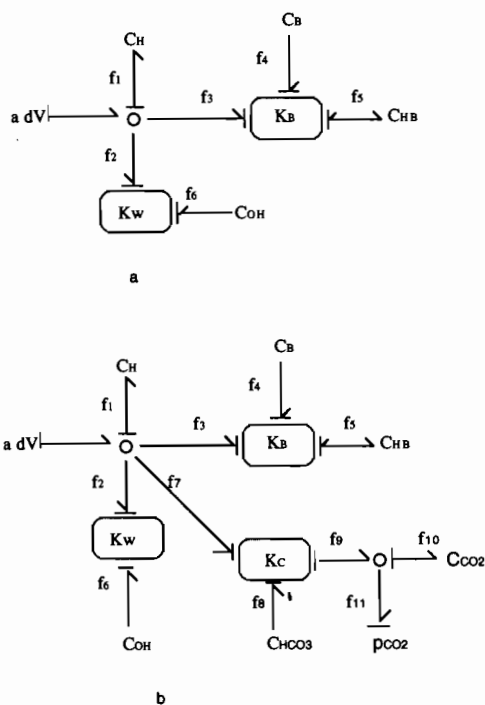 CH
CB
f1
f4
a dV
f3
KB
f5
CHB
f2
KW
f6
COH
a
CH
CB
f1
f4
a dV
f3
KB
f5
CHB
f2
f7
KW
KC
f9
f10
CCO2
f6
f8
f11
COH
CHCO3
pCO2
b